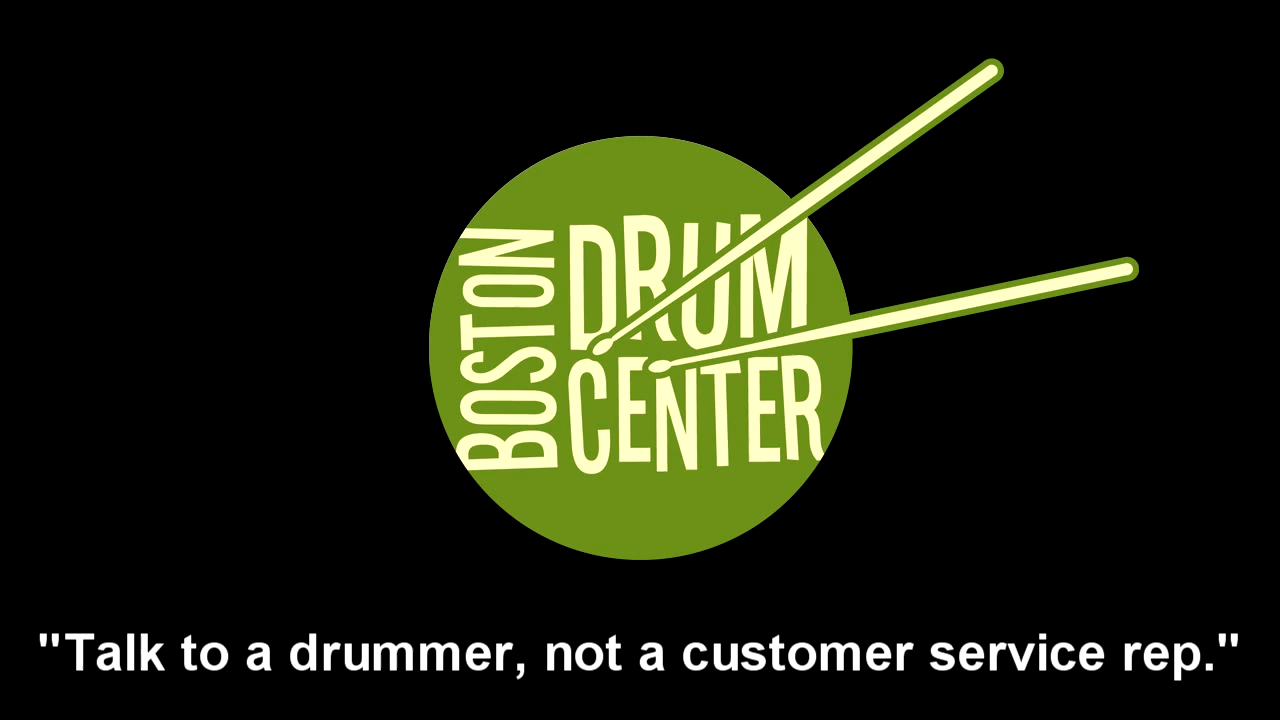 BOSTON
DRUM
CENTER
"Talk to a drummer, not a customer service rep."